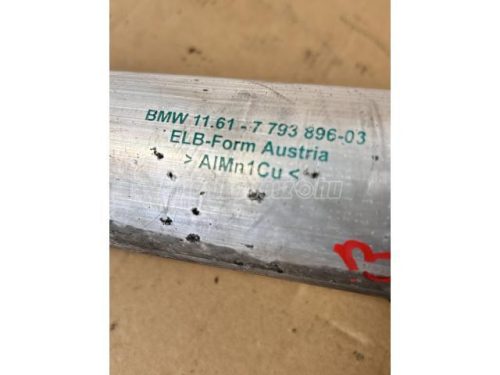 BMW 11.61 - 7 793 896-03
ELB-Form Austria
> AlMn1Cu <